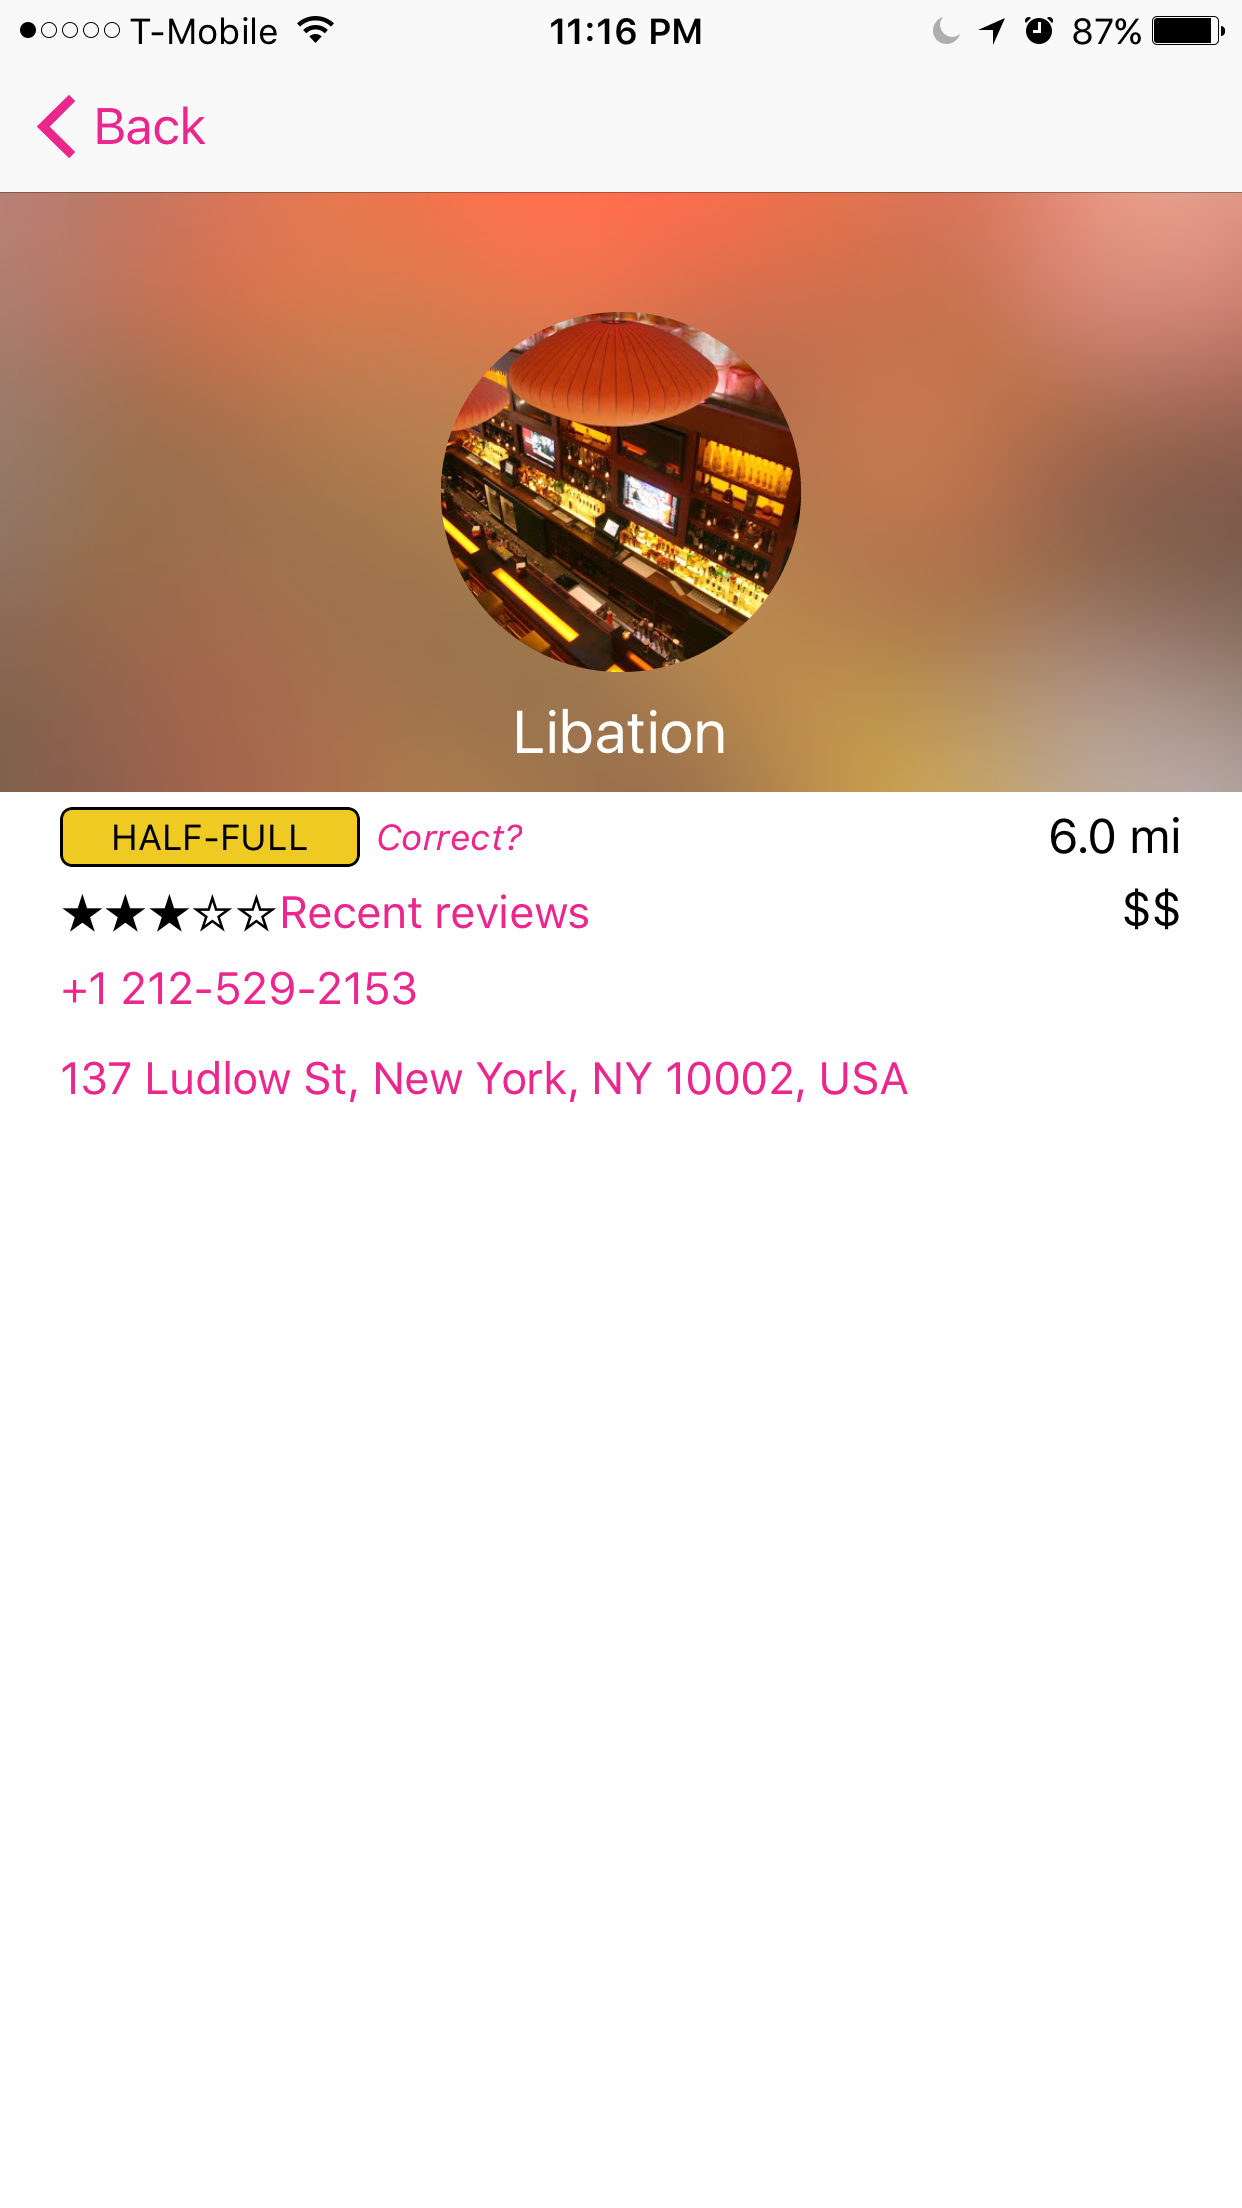 T-Mobile 11:16 PM 87%
Back
Libation
HALF-FULL Correct? 6.0 mi
★★★☆☆Recent reviews $$
+1 212-529-2153
137 Ludlow St, New York, NY 10002, USA